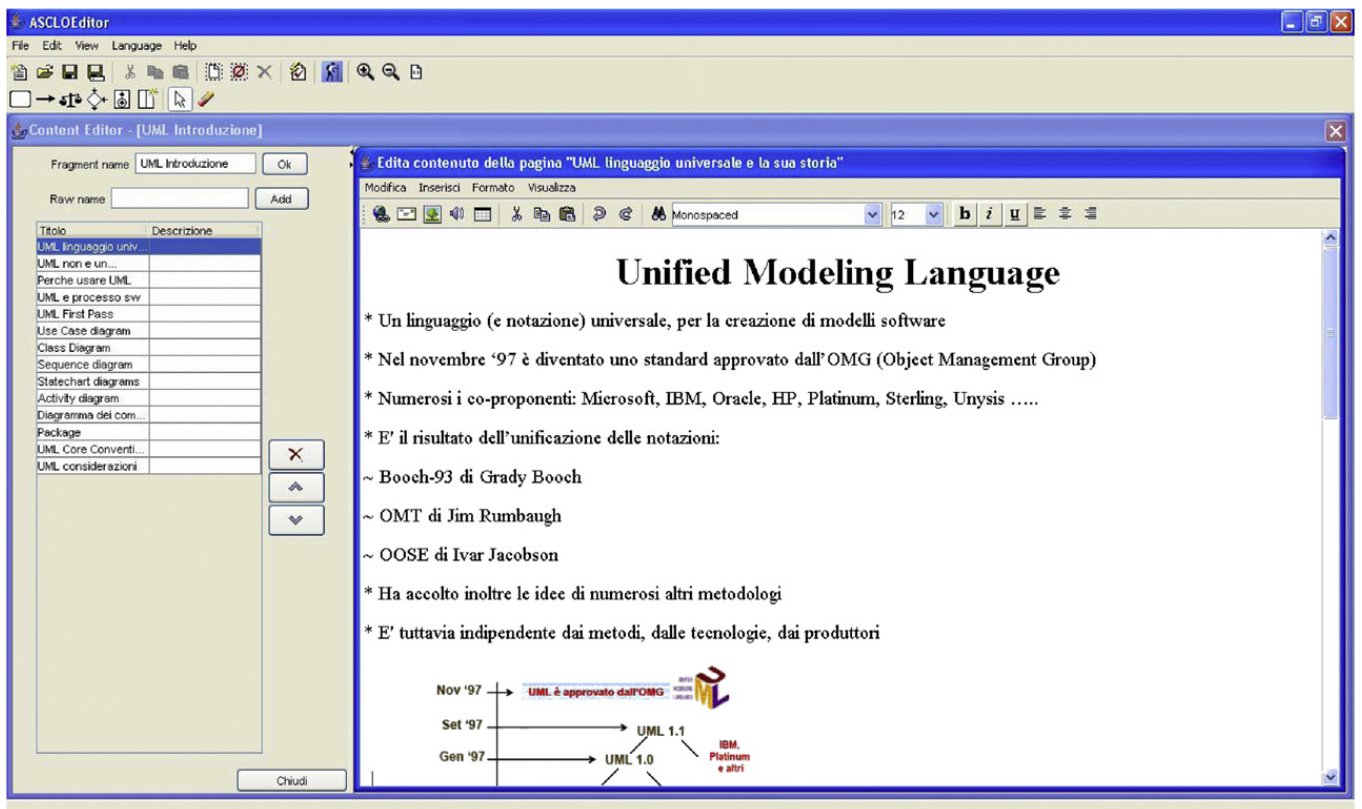 ASCLOEditor
File Edit View Language Help
Content Editor - [UML Introduzione]
Fragment name UML Introduzione Ok
Raw name Add
Titolo Descrizione
UML linguaggio univ...
UML non e un...
Perche usare UML
UML e processo sw
UML First Pass
Use Case diagram
Class Diagram
Sequence diagram
Statechart diagrams
Activity diagram
Diagramma dei com...
Package
UML Core Conventi...
UML considerazioni
Chiudi
Edita contenuto della pagina "UML linguaggio universale e la sua storia"
Modifica Inserisci Formato Visualizza
Monospaced 12 b i u
Unified Modeling Language
* Un linguaggio (e notazione) universale, per la creazione di modelli software
* Nel novembre ‘97 è diventato uno standard approvato dall’OMG (Object Management Group)
* Numerosi i co-proponenti: Microsoft, IBM, Oracle, HP, Platinum, Sterling, Unysis …..
* E' il risultato dell’unificazione delle notazioni:
~ Booch-93 di Grady Booch
~ OMT di Jim Rumbaugh
~ OOSE di Ivar Jacobson
* Ha accolto inoltre le idee di numerosi altri metodologi
* E' tuttavia indipendente dai metodi, dalle tecnologie, dai produttori
Nov ‘97 UML è approvato dall'OMG UML
Set ‘97 UML 1.1
Gen ‘97 UML 1.0
IBM,
Platinum
e altri